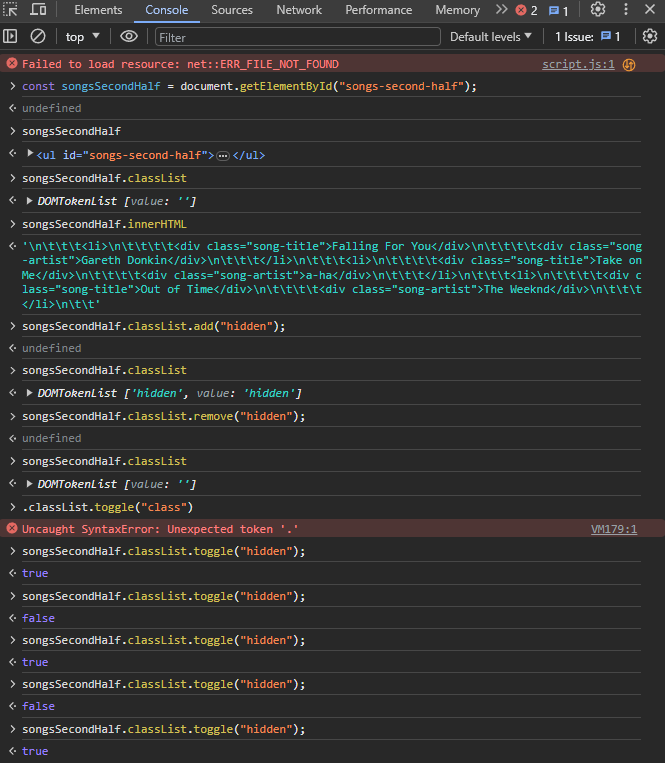 Elements Console Sources Network Performance Memory 2 1
top Filter Default levels 1 Issue: 1
Failed to load resource: net::ERR_FILE_NOT_FOUND script.js:1
const songsSecondHalf = document.getElementById("songs-second-half");
undefined
songsSecondHalf
<ul id="songs-second-half">…</ul>
songsSecondHalf.classList
DOMTokenList [value: '']
songsSecondHalf.innerHTML
'\n\t\t\t<li>\n\t\t\t\t\t<div class="song-title">Falling For You</div>\n\t\t\t\t\t<div class="song
-artist">Gareth Donkin</div>\n\t\t\t\t</li>\n\t\t\t\t<li>\n\t\t\t\t\t<div class="song-title">Take on
Me</div>\n\t\t\t\t\t<div class="song-artist">a-ha</div>\n\t\t\t\t</li>\n\t\t\t\t<li>\n\t\t\t\t\t<div c
lass="song-title">Out of Time</div>\n\t\t\t\t\t<div class="song-artist">The Weeknd</div>\n\t\t\t\t
</li>\n\t\t'
songsSecondHalf.classList.add("hidden");
undefined
songsSecondHalf.classList
DOMTokenList ['hidden', value: 'hidden']
songsSecondHalf.classList.remove("hidden");
undefined
songsSecondHalf.classList
DOMTokenList [value: '']
.classList.toggle("class")
Uncaught SyntaxError: Unexpected token '.' VM179:1
songsSecondHalf.classList.toggle("hidden");
true
songsSecondHalf.classList.toggle("hidden");
false
songsSecondHalf.classList.toggle("hidden");
true
songsSecondHalf.classList.toggle("hidden");
false
songsSecondHalf.classList.toggle("hidden");
true